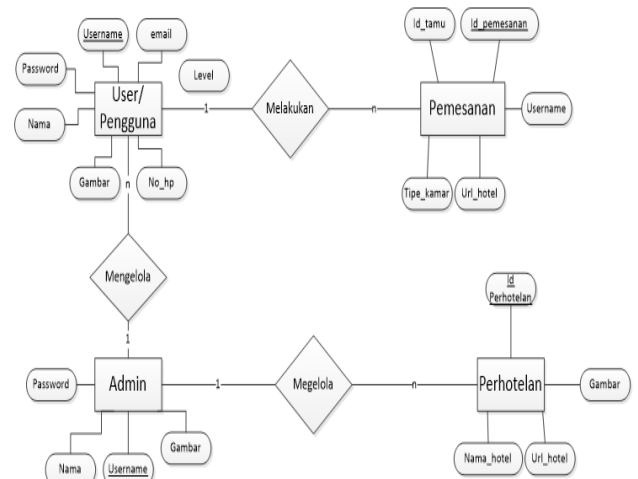 Username
email
Id_tamu
Id_pemesanan
Password
Level
User/
Pengguna
1
Melakukan
n
Pemesanan
Username
Nama
Gambar
n
No_hp
Tipe_kamar
Url_hotel
Mengelola
Id
Perhotelan
1
Password
Admin
1
Megelola
n
Perhotelan
Gambar
Nama
Username
Gambar
Nama_hotel
Url_hotel